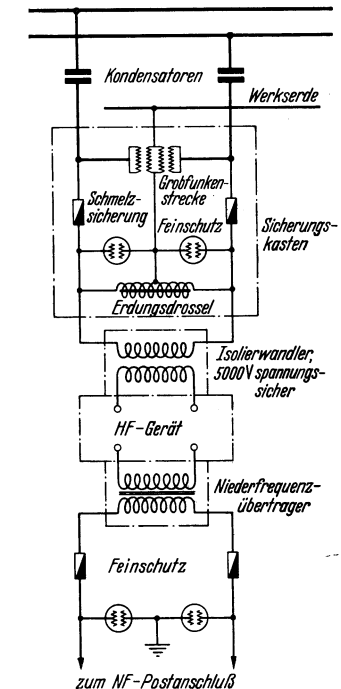 Kondensatoren
Werkserde
Grobfunken-
strecke
Schmelz-
sicherung
Feinschutz
Sicherungs-
kasten
Erdungsdrossel
Isolierwandler,
5000V spannungs-
sicher
HF-Gerät
Niederfrequenz-
übertrager
Feinschutz
zum NF-Postanschluß